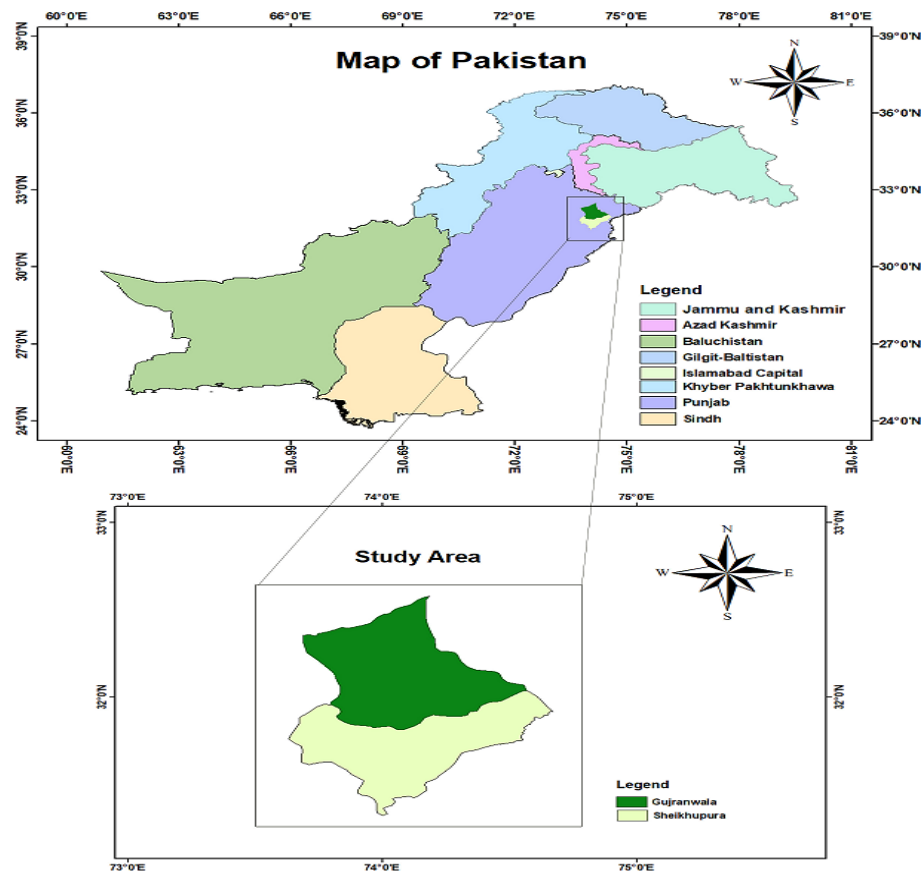 60°0'E 63°0'E 66°0'E 69°0'E 72°0'E 75°0'E 78°0'E 81°0'E
39°0'N 39°0'N
Map of Pakistan
N
W E
S
36°0'N 36°0'N
33°0'N 33°0'N
30°0'N 30°0'N
27°0'N 27°0'N
24°0'N 24°0'N
Legend
Jammu and Kashmir
Azad Kashmir
Baluchistan
Gilgit-Baltistan
Islamabad Capital
Khyber Pakhtunkhawa
Punjab
Sindh
60°0'E 63°0'E 66°0'E 69°0'E 72°0'E 75°0'E 78°0'E 81°0'E
73°0'E 74°0'E 75°0'E
33°0'N 33°0'N
Study Area
N
W E
S
32°0'N 32°0'N
Legend
Gujranwala
Sheikhupura
73°0'E 74°0'E 75°0'E